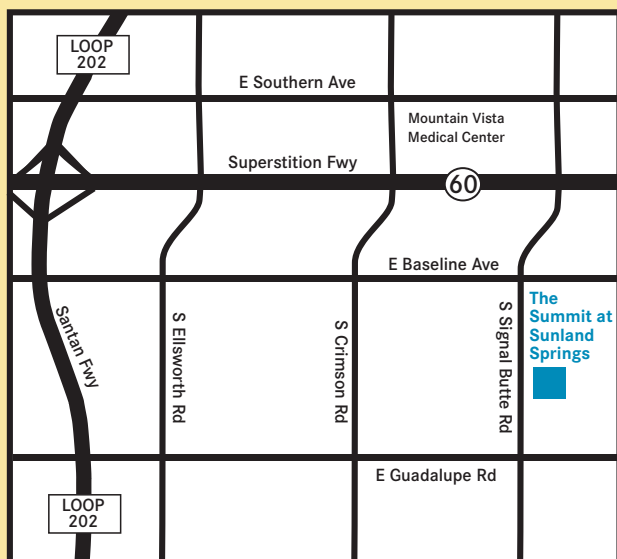 LOOP
202
E Southern Ave
Mountain Vista
Medical Center
Superstition Fwy
60
E Baseline Ave
The
Summit at
Sunland
Springs
Santan Fwy
S Ellsworth Rd
S Crimson Rd
S Signal Butte Rd
E Guadalupe Rd
LOOP
202